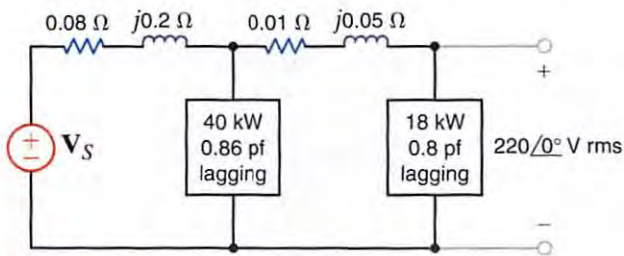 0.08 Ω j0.2 Ω 0.01 Ω j0.05 Ω
+
−
V_S
40 kW
0.86 pf
lagging
18 kW
0.8 pf
lagging
+
220/0° V rms
−